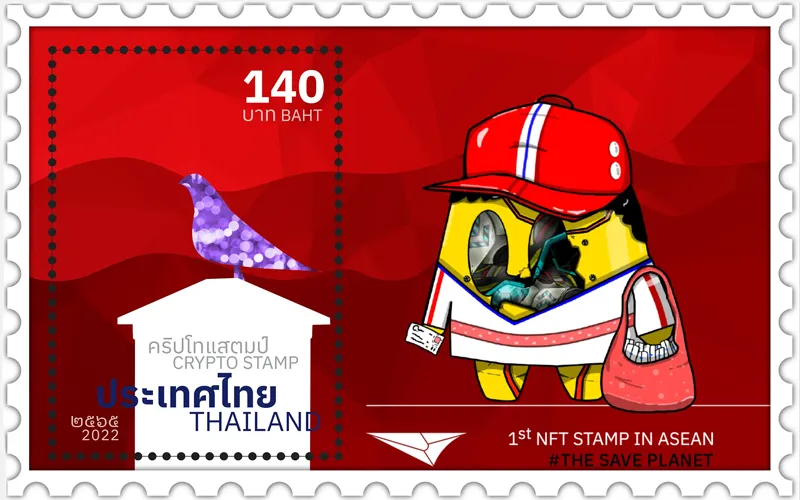 140
บาท BAHT
คริปโทแสตมป์
CRYPTO STAMP
ประเทศไทย
THAILAND
๒๕๖๕
2022
1st NFT STAMP IN ASEAN
#THE SAVE PLANET